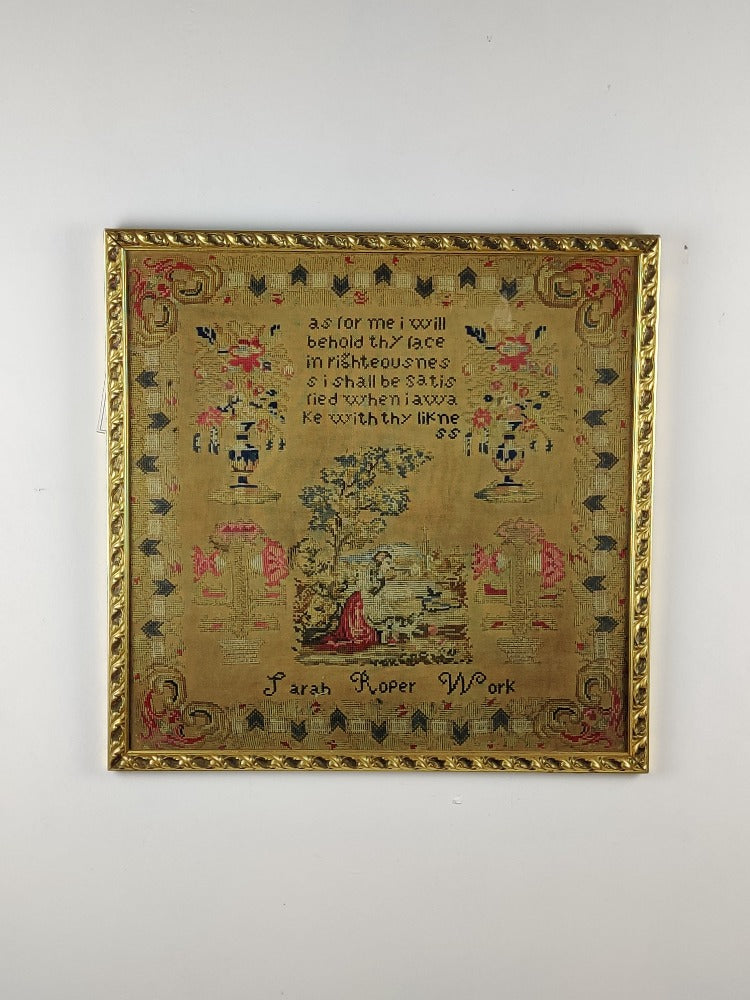 as for me i will
behold thy face
in righteousnes
s i shall be satis
fied when i awa
ke with thy likne
ss
Sarah Roper Work